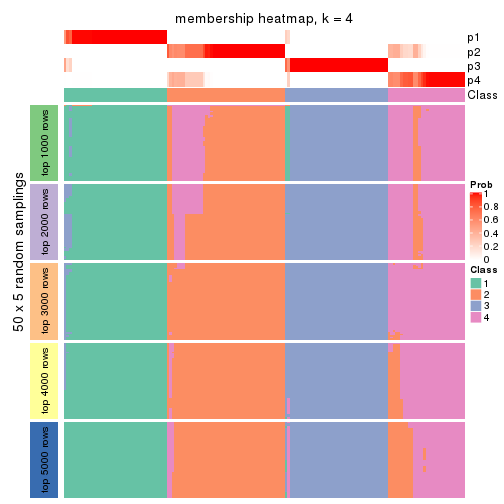 membership heatmap, k = 4
p1
p2
p3
p4
Class
50 x 5 random samplings
top 1000 rows
top 2000 rows
top 3000 rows
top 4000 rows
top 5000 rows
Prob
1
0.8
0.6
0.4
0.2
0
Class
1
2
3
4